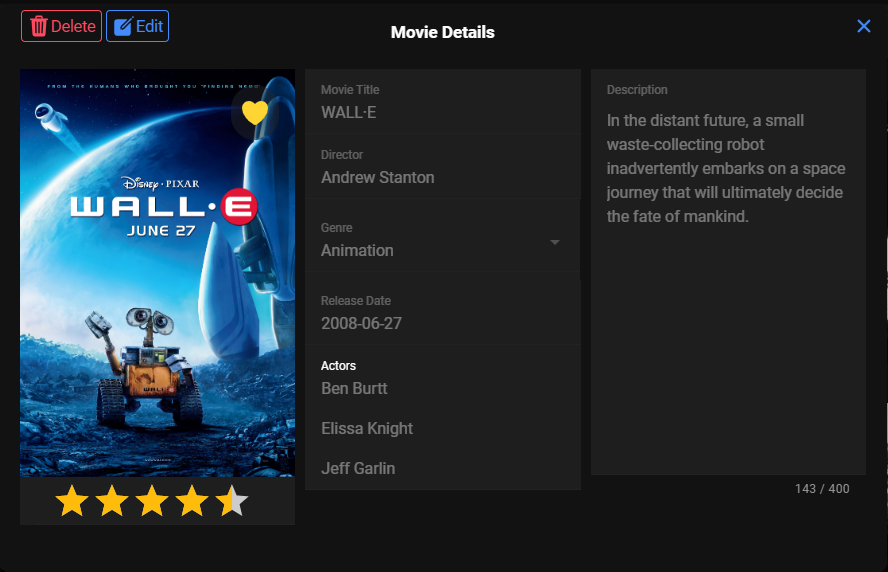 Delete
Edit
Movie Details
FROM THE HUMANS WHO BROUGHT YOU "FINDING NEMO"
DISNEY · PIXAR
WALL·E
JUNE 27
WALL·E
Movie Title
WALL·E
Director
Andrew Stanton
Genre
Animation
Release Date
2008-06-27
Actors
Ben Burtt
Elissa Knight
Jeff Garlin
Description
In the distant future, a small
waste-collecting robot
inadvertently embarks on a space
journey that will ultimately decide
the fate of mankind.
143 / 400